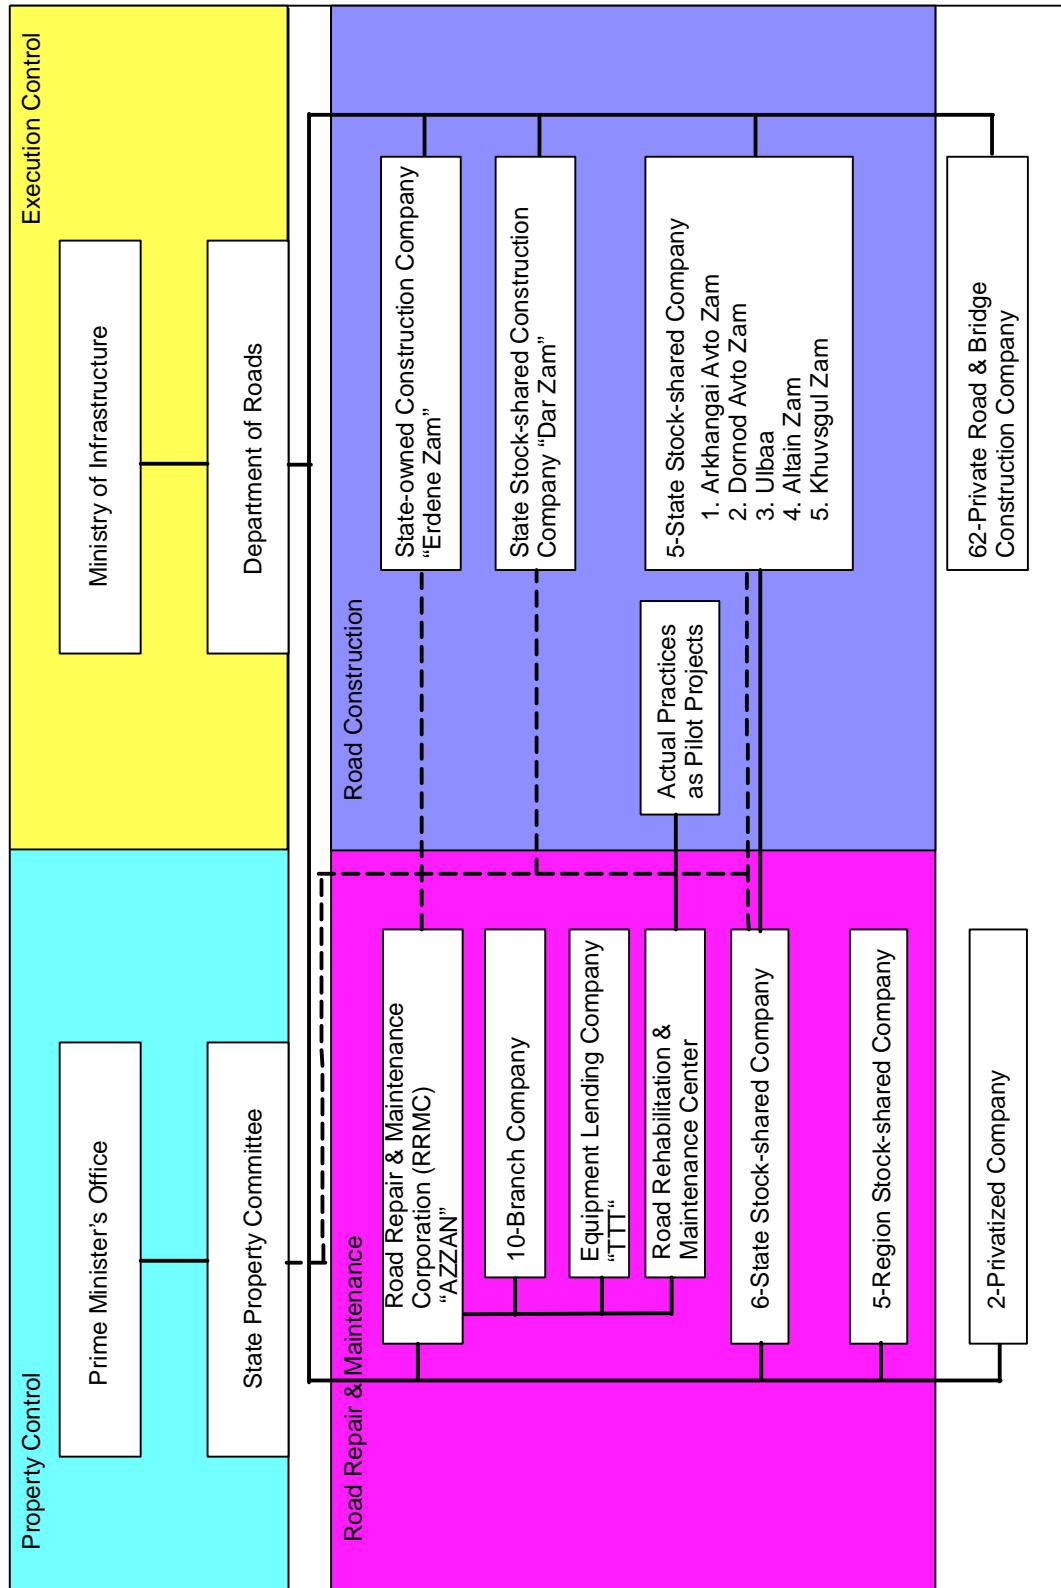 Property Control
Execution Control
Prime Minister’s Office
Ministry of Infrastructure
State Property Committee
Department of Roads
Road Repair & Maintenance
Road Construction
Road Repair & Maintenance
Corporation (RRMC)
“AZZAN”
10-Branch Company
Equipment Lending Company
“TTT“
Road Rehabilitation &
Maintenance Center
6-State Stock-shared Company
5-Region Stock-shared Company
2-Privatized Company
State-owned Construction Company
“Erdene Zam”
State Stock-shared Construction
Company “Dar Zam”
Actual Practices
as Pilot Projects
5-State Stock-shared Company
1. Arkhangai Avto Zam
2. Dornod Avto Zam
3. Ulbaa
4. Altain Zam
5. Khuvsgul Zam
62-Private Road & Bridge
Construction Company